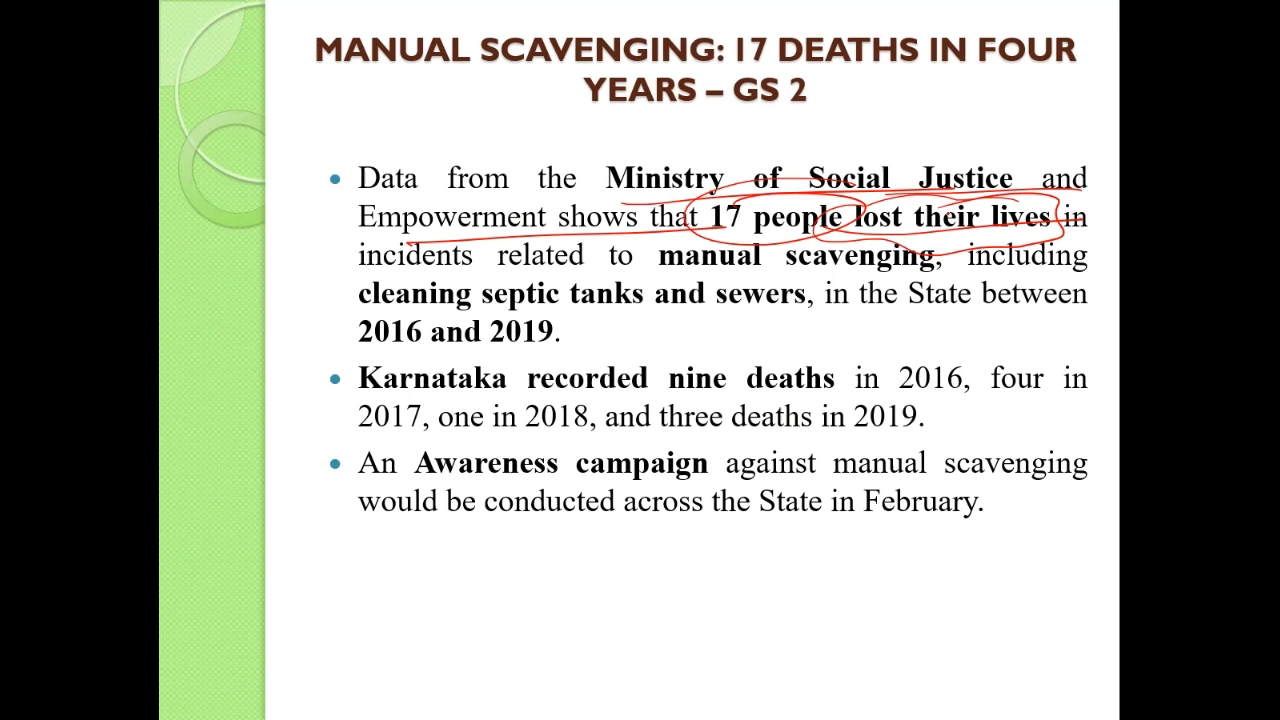 MANUAL SCAVENGING: 17 DEATHS IN FOUR
YEARS – GS 2
• Data from the Ministry of Social Justice and
Empowerment shows that 17 people lost their lives in
incidents related to manual scavenging, including
cleaning septic tanks and sewers, in the State between
2016 and 2019.
• Karnataka recorded nine deaths in 2016, four in
2017, one in 2018, and three deaths in 2019.
• An Awareness campaign against manual scavenging
would be conducted across the State in February.